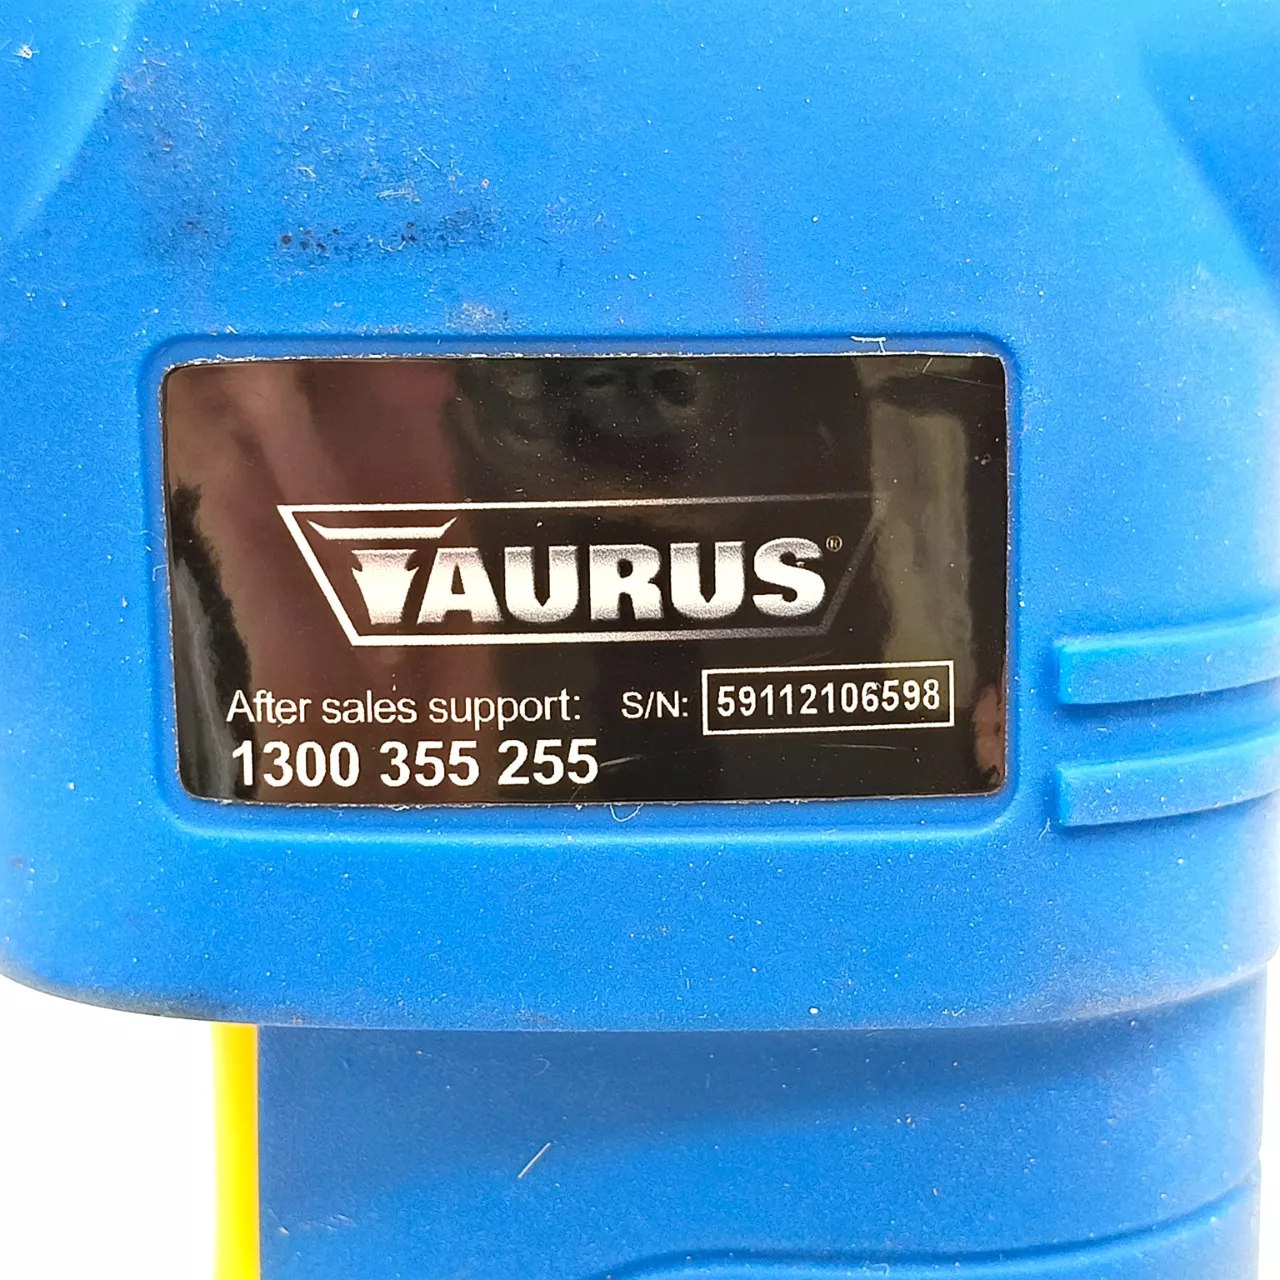 TAURUS®
After sales support: S/N: 59112106598
1300 355 255